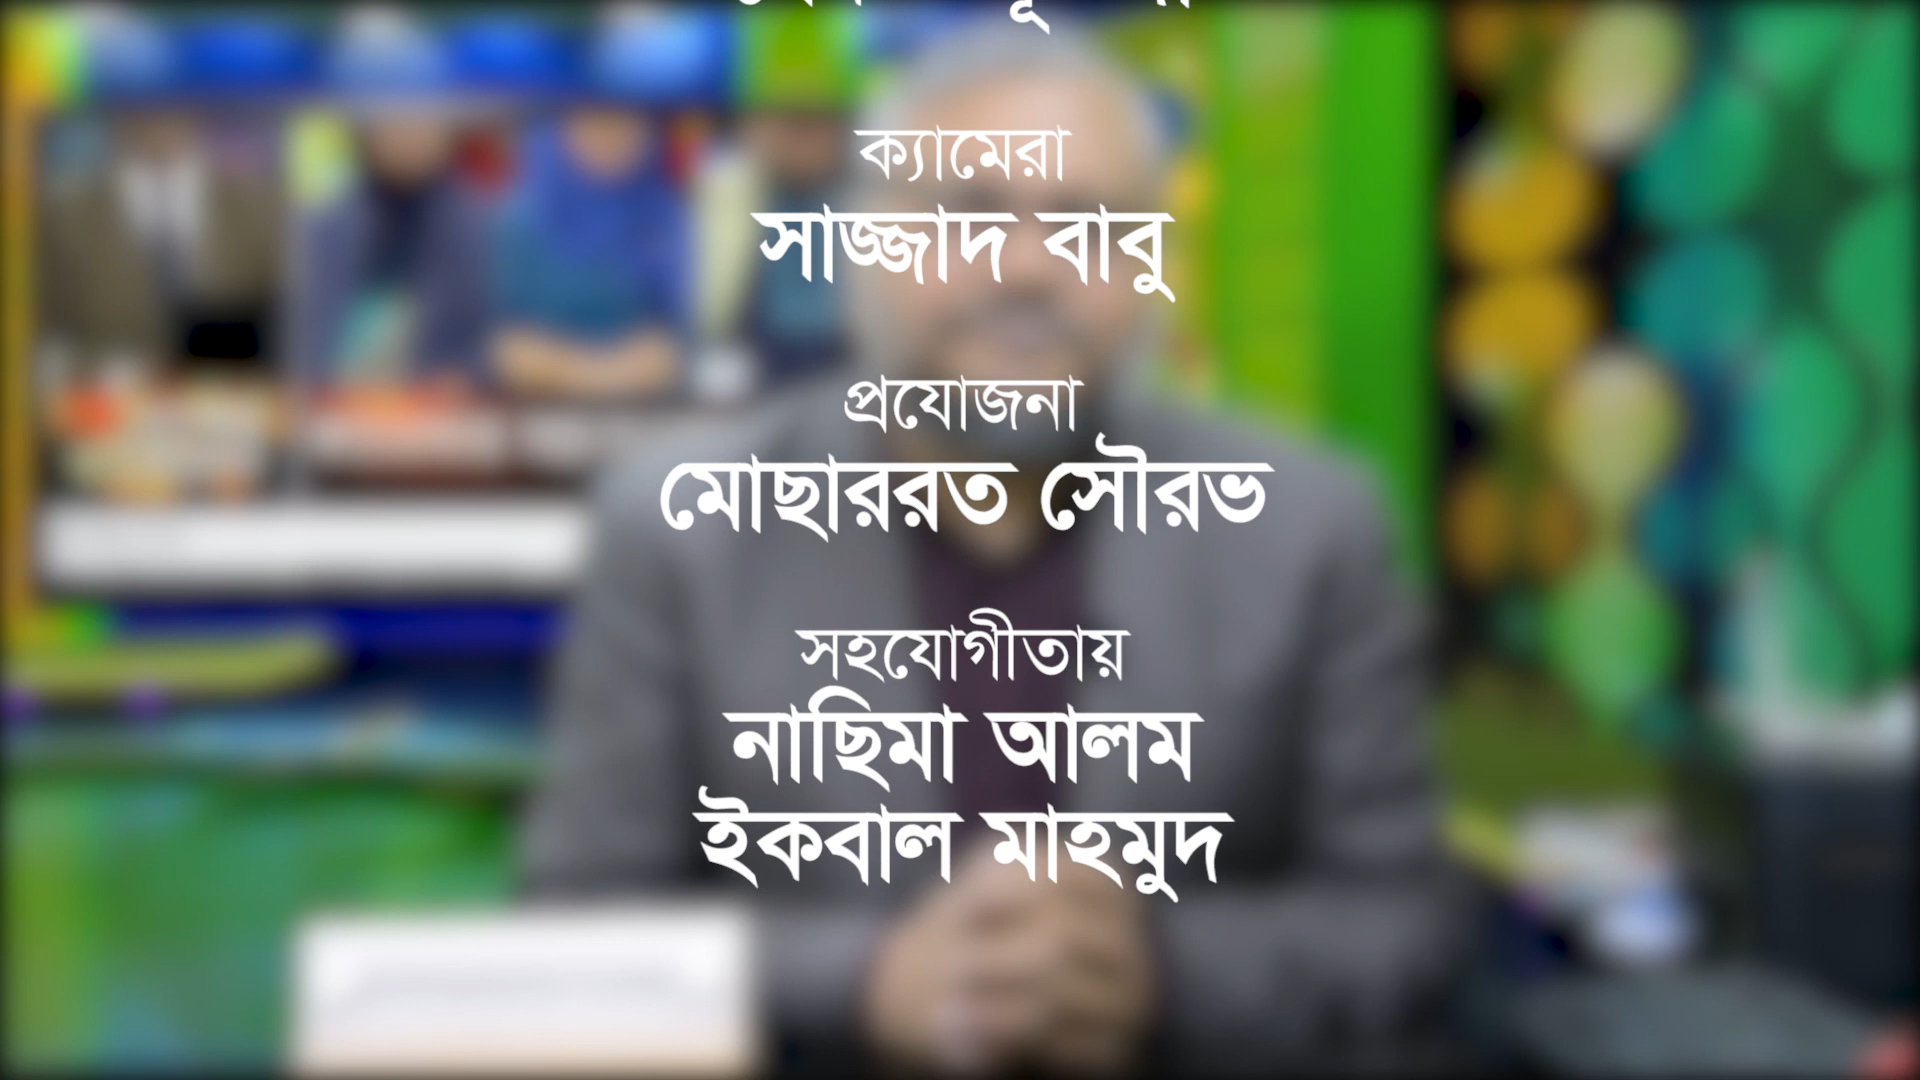 ক্যামেরা
সাজ্জাদ বাবু
প্রযোজনা
মোছাররত সৌরভ
সহযোগীতায়
নাছিমা আলম
ইকবাল মাহমুদ